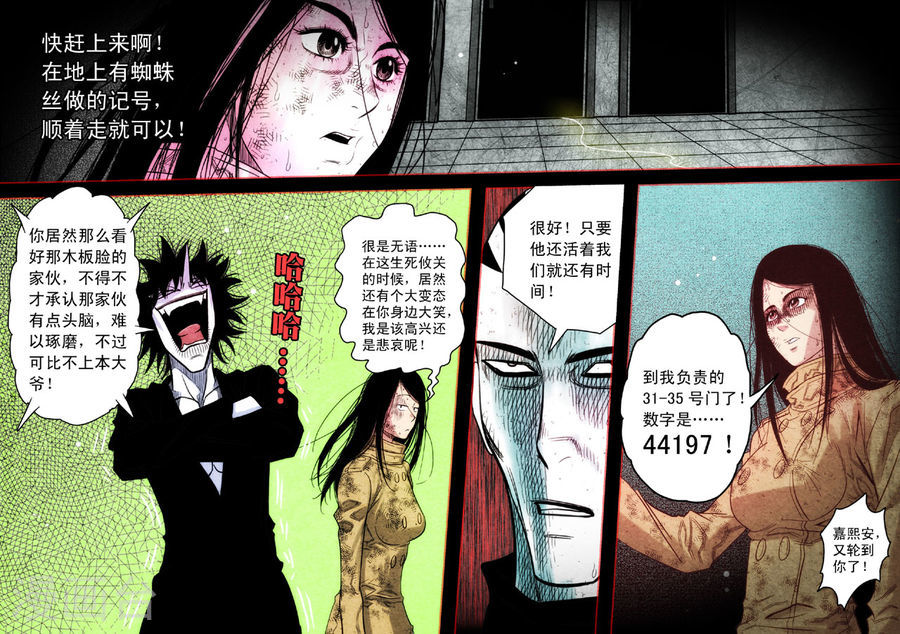 快赶上来啊！
在地上有蜘蛛
丝做的记号，
顺着走就可以！
你居然那么看
好那木板脸的
家伙，不得不
才承认那家伙
有点头脑，难
以琢磨，不过
可比不上本大
爷！
哈哈哈……
很是无语……
在这生死攸关
的时候，居然
还有个大变态
在你身边大笑，
我是该高兴还
是悲哀呢！
很好！只要
他还活着我
们就还有时
间！
到我负责的
31-35 号门了！
数字是……
44197！
嘉熙安，
又轮到
你了！